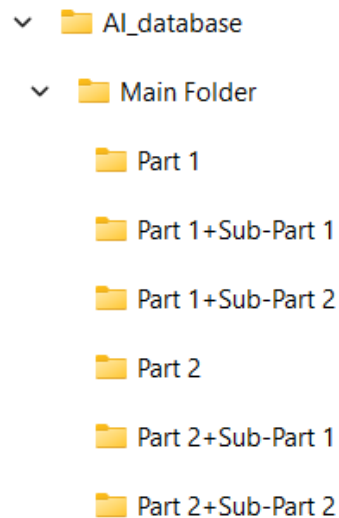 AI_database
Main Folder
Part 1
Part 1+Sub-Part 1
Part 1+Sub-Part 2
Part 2
Part 2+Sub-Part 1
Part 2+Sub-Part 2